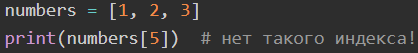 numbers = [1, 2, 3]
print(numbers[5])  # нет такого индекса!